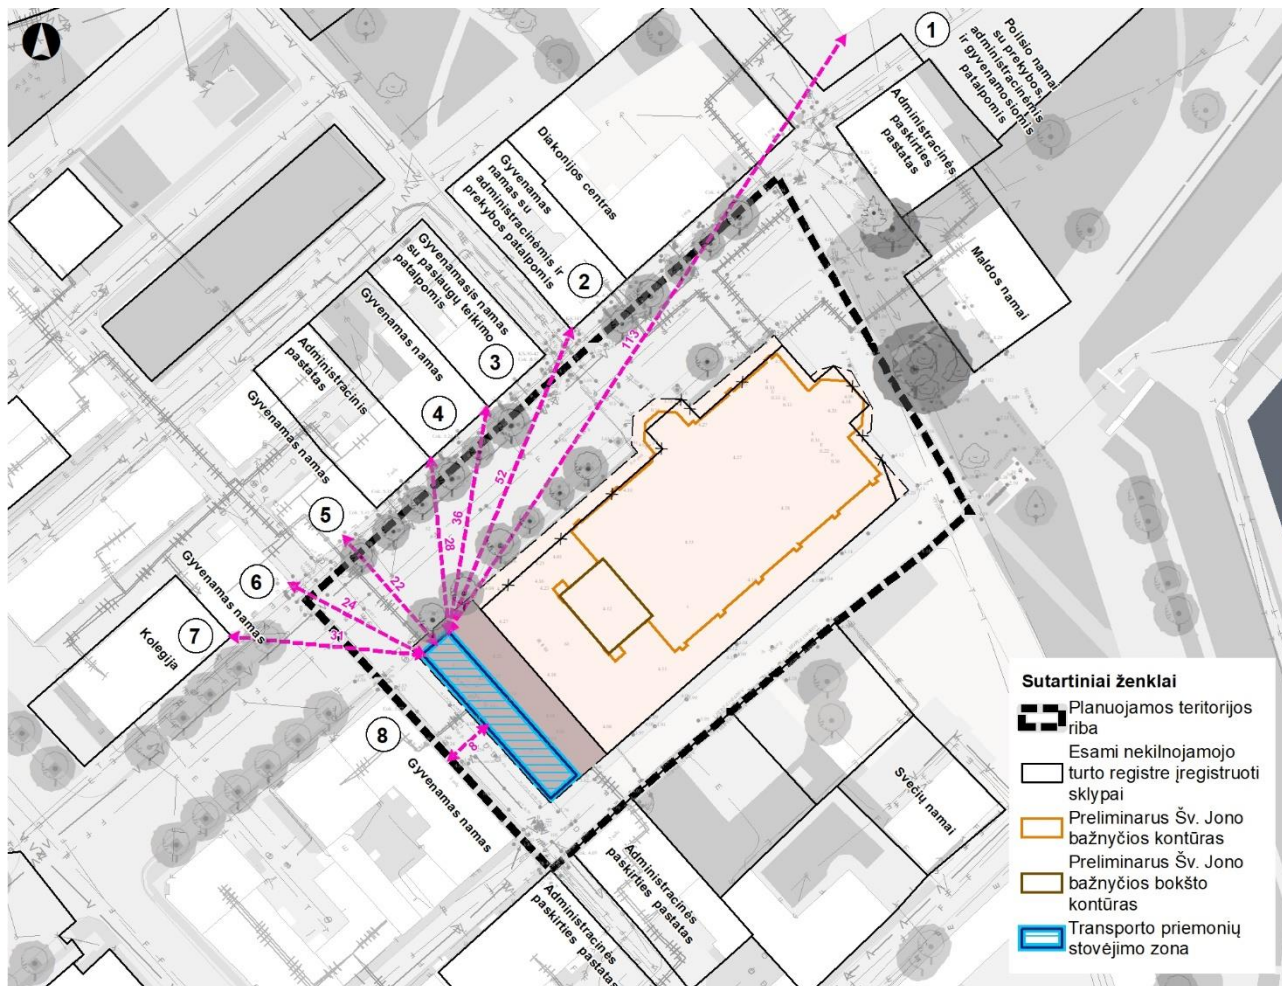 1
Polisio namai
su prekybos,
administracinėmis
ir gyvenamosiomis
patalpomis
Administracinės
paskirties
pastatas
Maldos namai
Diakonijos centras
Gyvenamas
namas su
administracinėmis ir
prekybos patalpomis
2
Gyvenamasis namas
su paslaugų teikimo
patalpomis
3
Gyvenamas namas
4
Administracinis
pastatas
Gyvenamas namas
5
6
Gyvenamas namas
7
Kolegija
8
Gyvenamas namas
113
52
36
28
22
24
31
8
Administracinės
paskirties pastatas
Administracinės
paskirties pastatas
Svečių namai
Sutartiniai ženklai
Planuojamos teritorijos
riba
Esami nekilnojamojo
turto registre įregistruoti
sklypai
Preliminarus Šv. Jono
bažnyčios kontūras
Preliminarus Šv. Jono
bažnyčios bokšto
kontūras
Transporto priemonių
stovėjimo zona